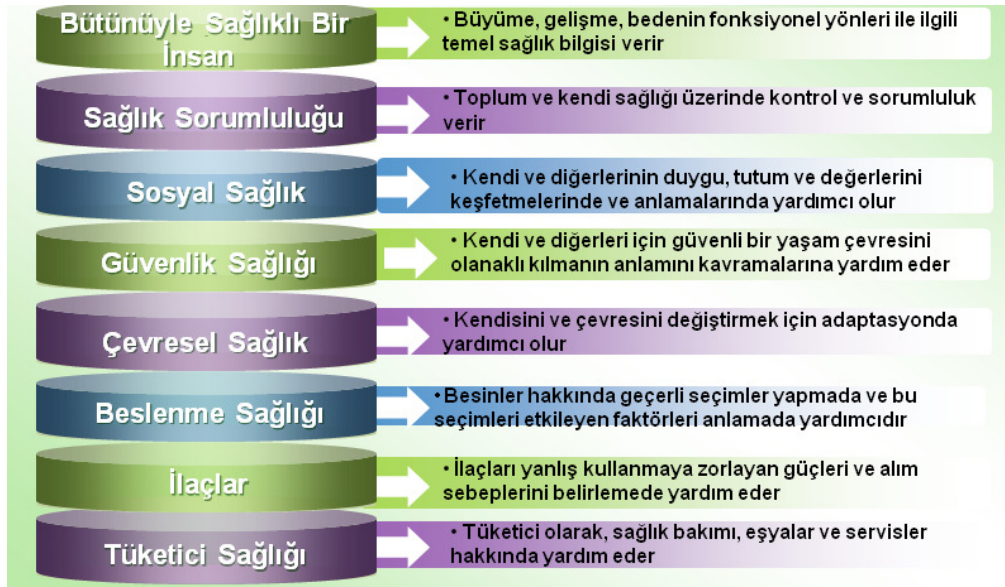 Bütünüyle Sağlıklı Bir
İnsan
• Büyüme, gelişme, bedenin fonksiyonel yönleri ile ilgili
temel sağlık bilgisi verir
Sağlık Sorumluluğu
• Toplum ve kendi sağlığı üzerinde kontrol ve sorumluluk
verir
Sosyal Sağlık
• Kendi ve diğerlerinin duygu, tutum ve değerlerini
keşfetmelerinde ve anlamalarında yardımcı olur
Güvenlik Sağlığı
• Kendi ve diğerleri için güvenli bir yaşam çevresini
olanaklı kılmanın anlamını kavramalarına yardım eder
Çevresel Sağlık
• Kendisini ve çevresini değiştirmek için adaptasyonda
yardımcı olur
Beslenme Sağlığı
• Besinler hakkında geçerli seçimler yapmada ve bu
seçimleri etkileyen faktörleri anlamada yardımcıdır
İlaçlar
• İlaçları yanlış kullanmaya zorlayan güçleri ve alım
sebeplerini belirlemede yardım eder
Tüketici Sağlığı
• Tüketici olarak, sağlık bakımı, eşyalar ve servisler
hakkında yardım eder